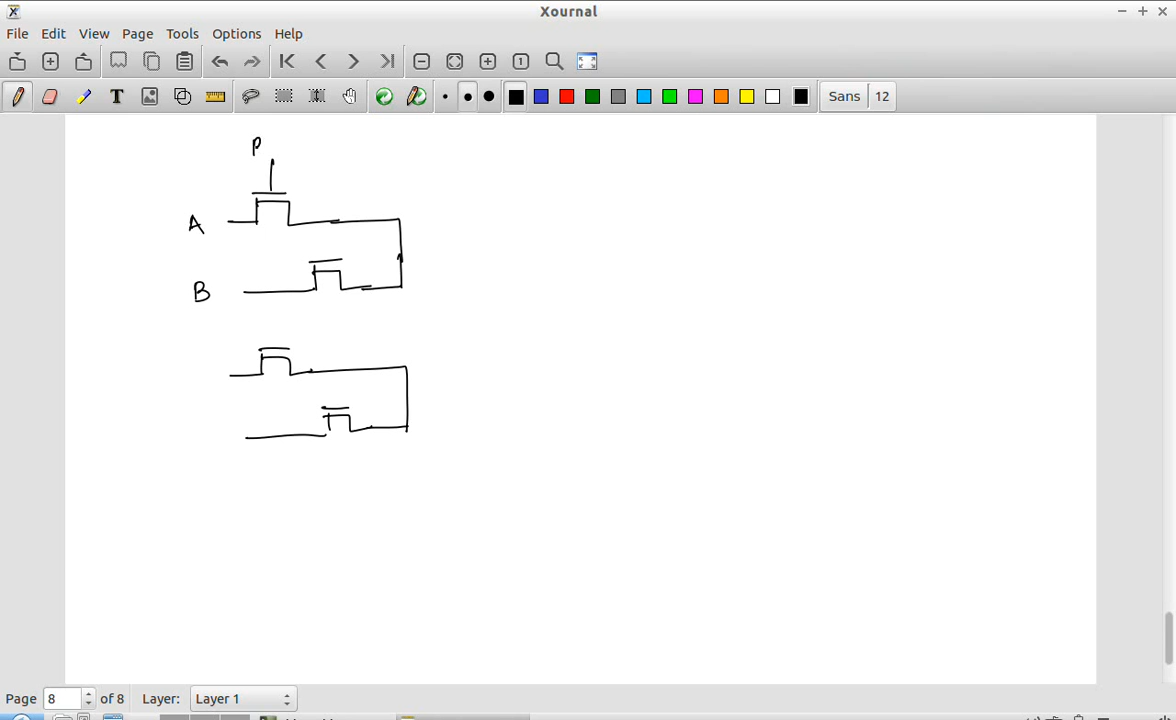 Xournal
File Edit View Page Tools Options Help
Sans 12
P
A
B
Page 8 of 8 Layer: Layer 1